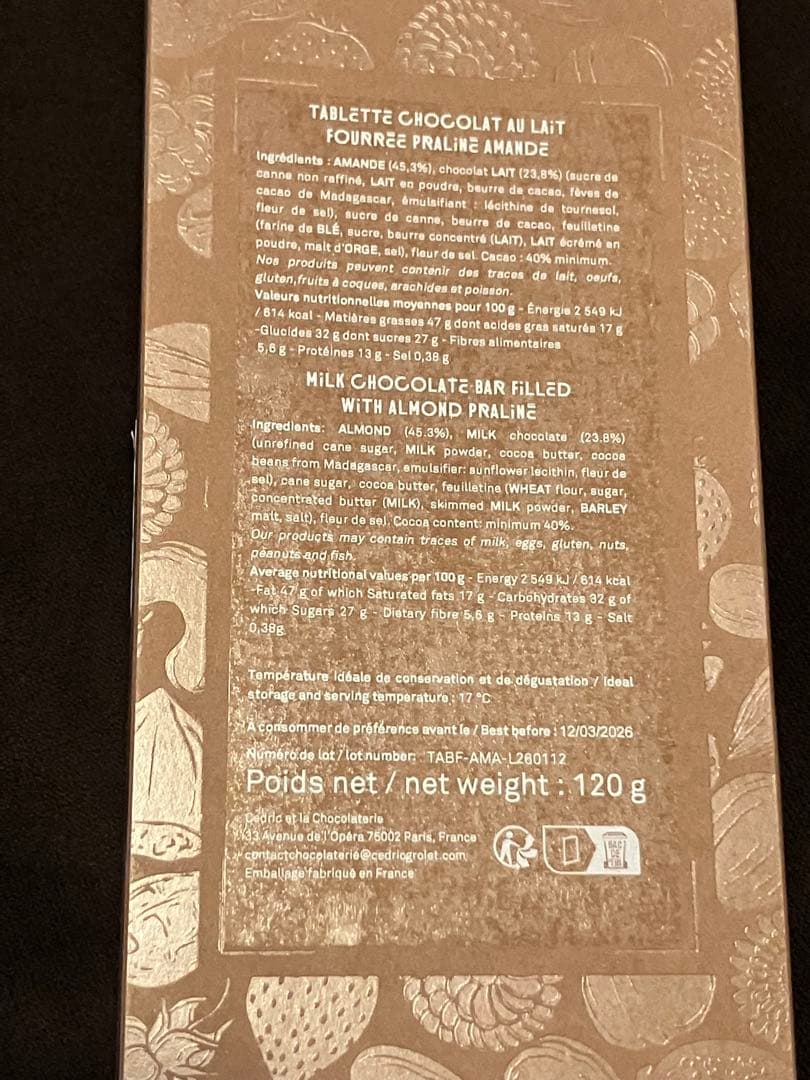 TABLETTE CHOCOLAT AU LAIT
FOURRÉE PRALINÉ AMANDE
Ingrédients : AMANDE (45,3%), chocolat LAIT (23,8%) (sucre de
canne non raffiné, LAIT en poudre, beurre de cacao, fèves de
cacao de Madagascar, émulsifiant : lécithine de tournesol,
fleur de sel), sucre de canne, beurre de cacao, feuilletine
(farine de BLÉ, sucre, beurre concentré (LAIT), LAIT écrémé en
poudre, malt d'ORGE, sel), fleur de sel. Cacao : 40% minimum.
Nos produits peuvent contenir des traces de lait, oeufs,
gluten,fruits à coques, arachides et poisson.
Valeurs nutritionnelles moyennes pour 100 g - Énergie 2 549 kJ
/ 614 kcal - Matières grasses 47 g dont acides gras saturés 17 g
-Glucides 32 g dont sucres 27 g - Fibres alimentaires
5,6 g - Protéines 13 g - Sel 0,38 g
MILK CHOCOLATE BAR FILLED
WITH ALMOND PRALINÉ
Ingredients: ALMOND (45.3%), MILK chocolate (23.8%)
(unrefined cane sugar, MILK powder, cocoa butter, cocoa
beans from Madagascar, emulsifier: sunflower lecithin, fleur de
sel), cane sugar, cocoa butter, feuilletine (WHEAT flour, sugar,
concentrated butter (MILK), skimmed MILK powder, BARLEY
malt, salt), fleur de sel. Cocoa content: minimum 40%.
Our products may contain traces of milk, eggs, gluten, nuts,
peanuts and fish.
Average nutritional values per 100 g - Energy 2 549 kJ / 614 kcal
-Fat 47 g of which Saturated fats 17 g - Carbohydrates 32 g of
which Sugars 27 g - Dietary fibre 5,6 g - Proteins 13 g - Salt
0,38g
Température idéale de conservation et de dégustation / Ideal
storage and serving temperature : 17 °C
À consommer de préférence avant le / Best before : 12/03/2026
Numéro de lot / lot number: TABF-AMA-L260112
Poids net / net weight : 120 g
Cédric et la Chocolaterie
33 Avenue de l'Opéra 75002 Paris, France
contactchocolaterie@cedricgrolet.com
Emballage fabriqué en France
BAC
DE
TRI